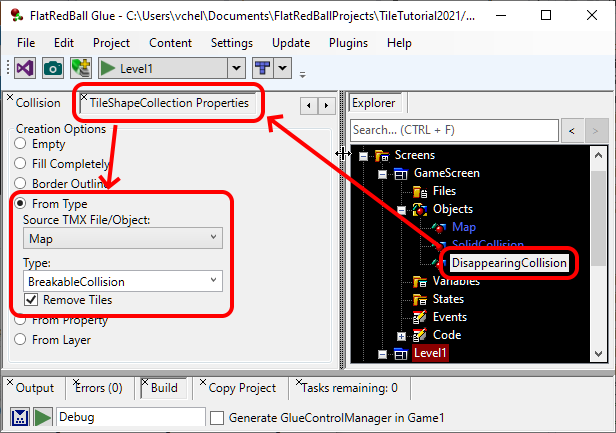 FlatRedBall Glue - C:\Users\vchel\Documents\FlatRedBallProjects\TileTutorial2021/...
File Edit Project Content Settings Update Plugins Help
Level1
Collision TileShapeCollection Properties
Creation Options
Empty
Fill Completely
Border Outline
From Type
Source TMX File/Object:
Map
Type:
BreakableCollision
Remove Tiles
From Property
From Layer
Explorer
Search... (CTRL + F)
< >
Screens
GameScreen
Files
Objects
Map
SolidCollision
DisappearingCollision
Variables
States
Events
Code
Level1
Output Errors (0) Build Copy Project Tasks remaining: 0
Debug Generate GlueControlManager in Game1